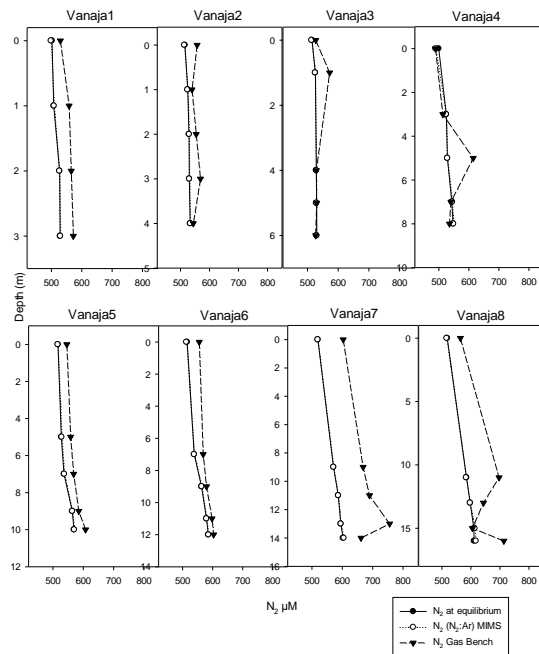 Vanaja1 Vanaja2 Vanaja3 Vanaja4
0 0 0 0
1 1 2 2
2 2 4 4
3 3 6 6
4 8
5 10
500 600 700 800 500 600 700 800 500 600 700 800 500 600 700 800
Depth (m)
Vanaja5 Vanaja6 Vanaja7 Vanaja8
0 0 0 0
2 2 2 5
4 4 4 10
6 6 6 15
8 8 8 20
10 10 10
12 12 12
14 14
16
500 600 700 800 500 600 700 800 500 600 700 800 500 600 700 800
N₂ µM
N₂ at equilibrium
N₂ (N₂:Ar) MIMS
N₂ Gas Bench